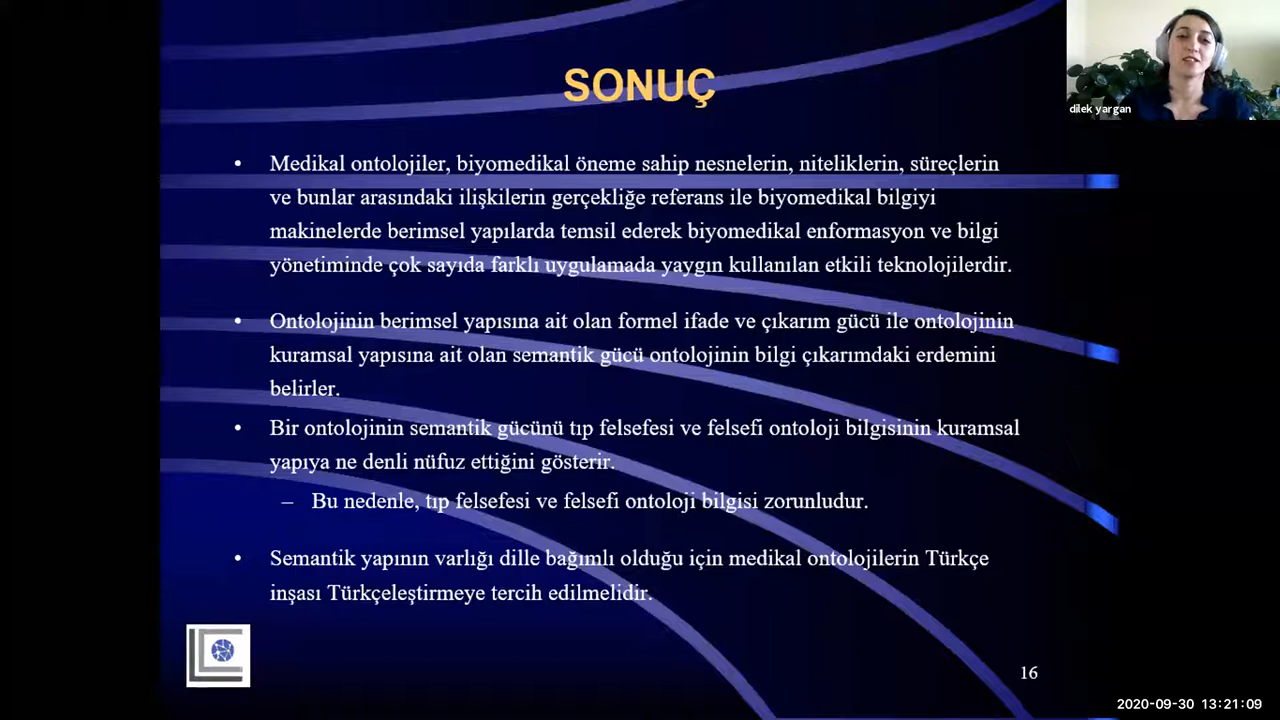 SONUÇ
dilek yargan
• Medikal ontolojiler, biyomedikal öneme sahip nesnelerin, niteliklerin, süreçlerin
ve bunlar arasındaki ilişkilerin gerçekliğe referans ile biyomedikal bilgiyi
makinelerde berimsel yapılarda temsil ederek biyomedikal enformasyon ve bilgi
yönetiminde çok sayıda farklı uygulamada yaygın kullanılan etkili teknolojilerdir.
• Ontolojinin berimsel yapısına ait olan formel ifade ve çıkarım gücü ile ontolojinin
kuramsal yapısına ait olan semantik gücü ontolojinin bilgi çıkarımdaki erdemini
belirler.
• Bir ontolojinin semantik gücünü tıp felsefesi ve felsefi ontoloji bilgisinin kuramsal
yapıya ne denli nüfuz ettiğini gösterir.
– Bu nedenle, tıp felsefesi ve felsefi ontoloji bilgisi zorunludur.
• Semantik yapının varlığı dille bağımlı olduğu için medikal ontolojilerin Türkçe
inşası Türkçeleştirmeye tercih edilmelidir.
16
2020-09-30 13:21:09